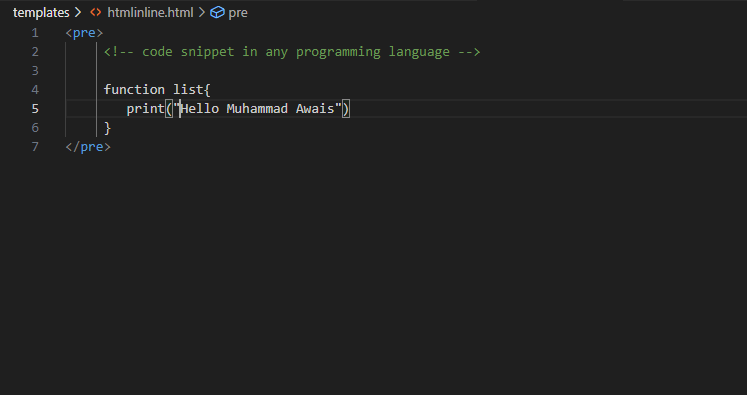 templates > <> htmlinline.html > pre
1 <pre>
2 <!-- code snippet in any programming language -->
3
4 function list{
5 print("Hello Muhammad Awais")
6 }
7 </pre>